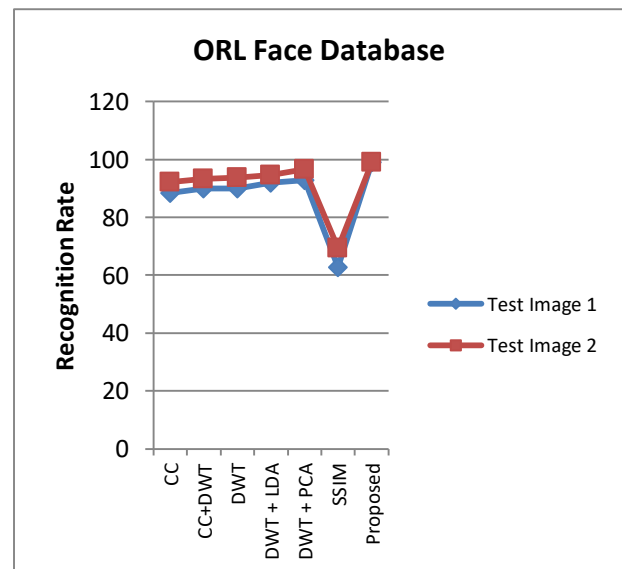 ORL Face Database
Recognition Rate
120
100
80
60
40
20
0
CC
CC+DWT
DWT
DWT + LDA
DWT + PCA
SSIM
Proposed
Test Image 1
Test Image 2